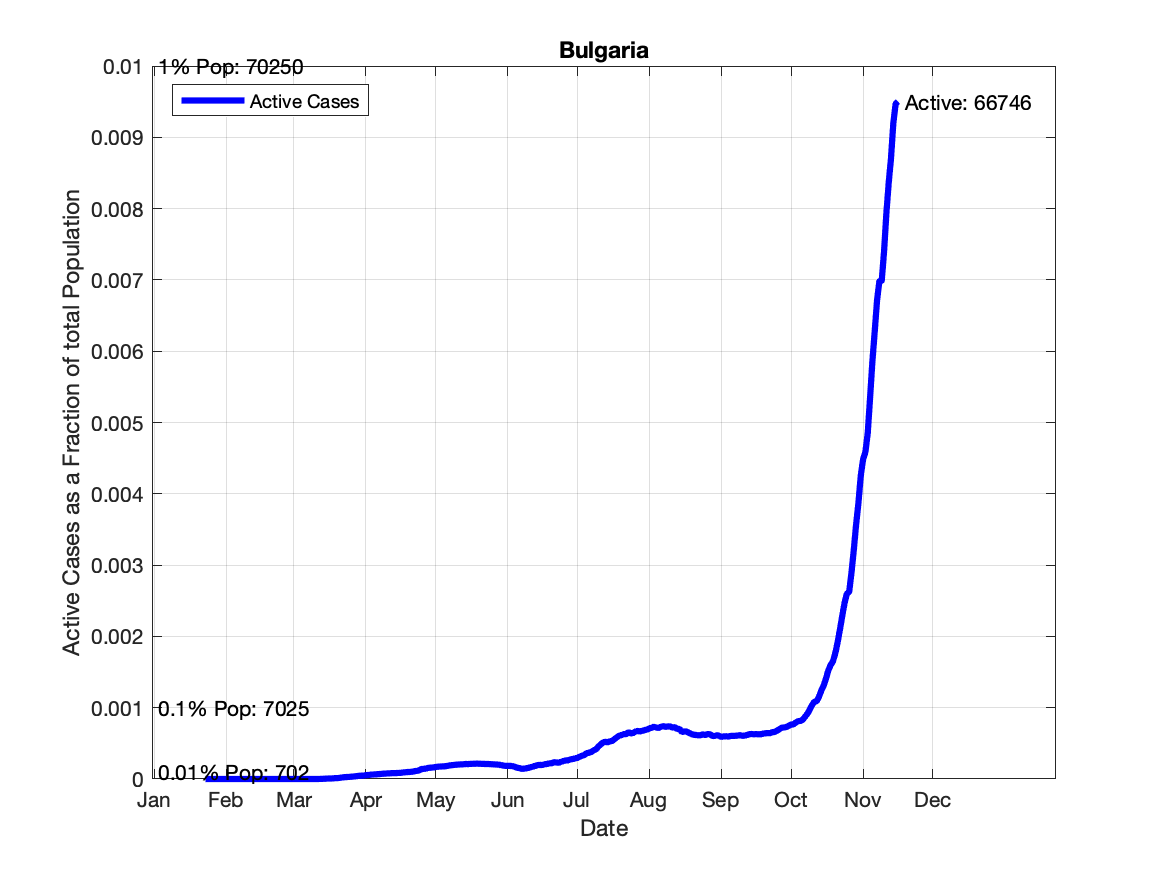 Bulgaria
0.01
1% Pop: 70250
Active Cases
Active: 66746
0.009
0.008
0.007
0.006
0.005
0.004
0.003
0.002
0.001
0.1% Pop: 7025
0
0.01% Pop: 702
Active Cases as a Fraction of total Population
Jan Feb Mar Apr May Jun Jul Aug Sep Oct Nov Dec
Date